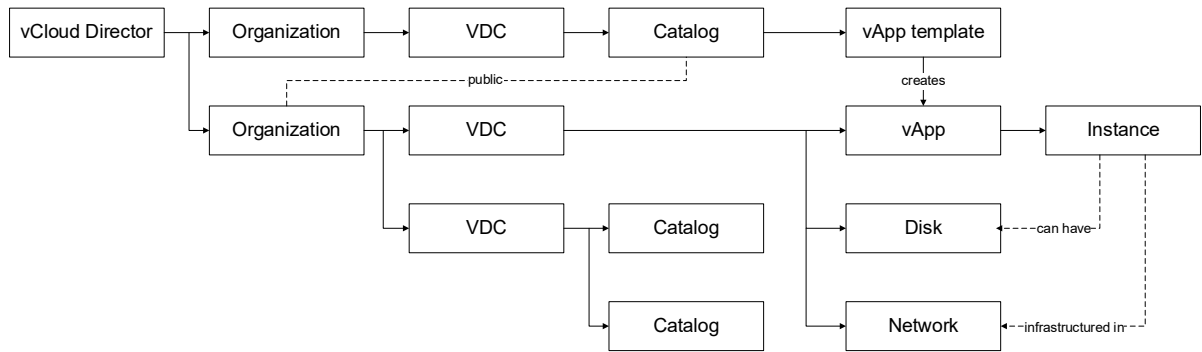 vCloud Director
Organization
VDC
Catalog
vApp template
public
creates
Organization
VDC
vApp
Instance
VDC
Catalog
Disk
can have
Catalog
Network
infrastructured in